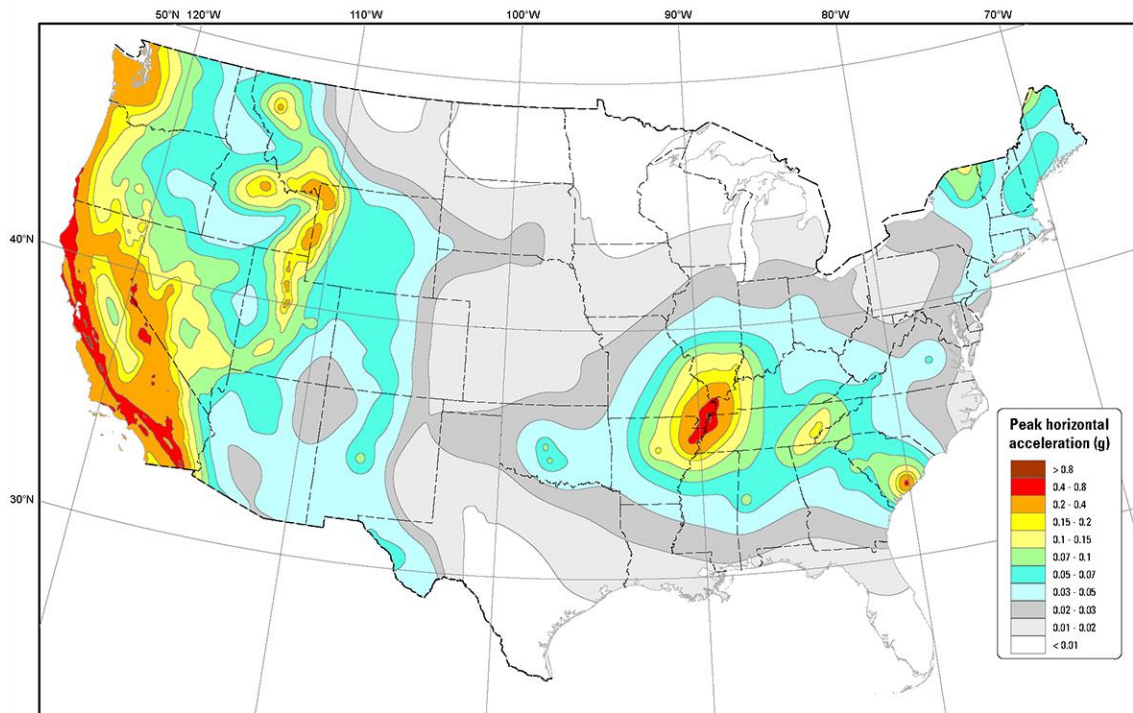 50°N 120°W 110°W 100°W 90°W 80°W 70°W
40°N
30°N
Peak horizontal
acceleration (g)
> 0.8
0.4 - 0.8
0.2 - 0.4
0.15 - 0.2
0.1 - 0.15
0.07 - 0.1
0.05 - 0.07
0.03 - 0.05
0.02 - 0.03
0.01 - 0.02
< 0.01